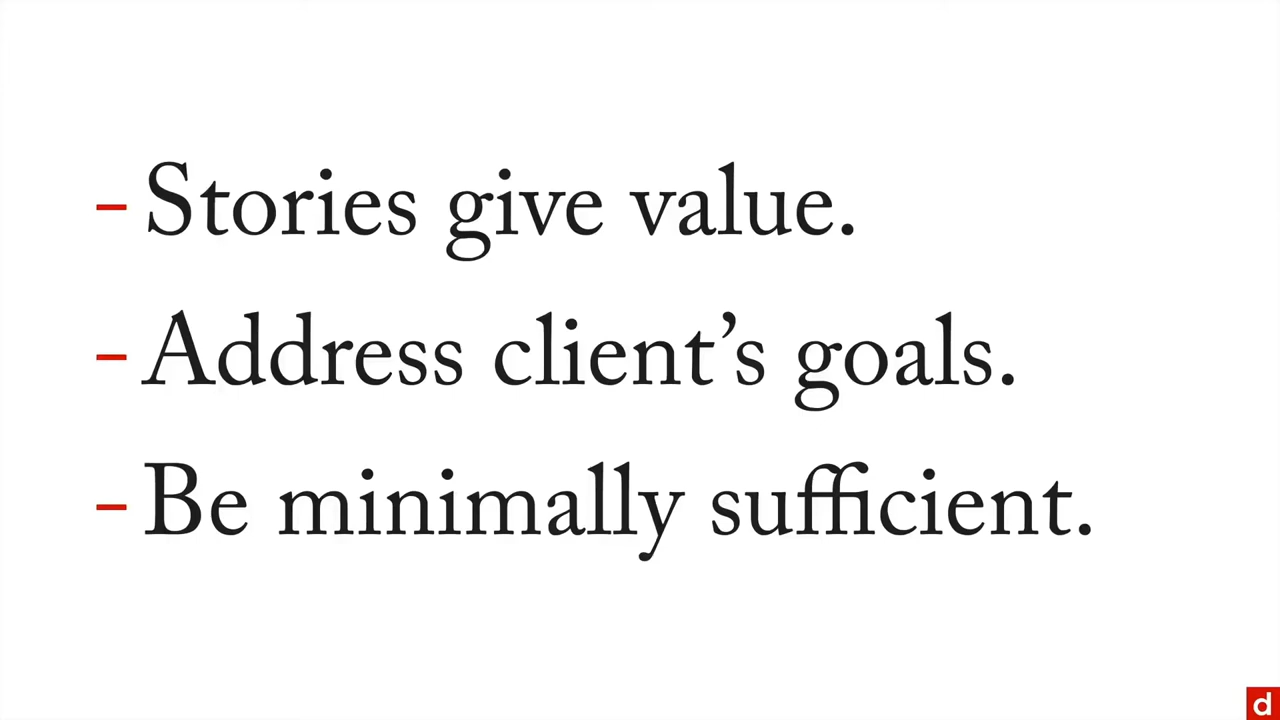 – Stories give value.
– Address client’s goals.
– Be minimally sufficient.
d